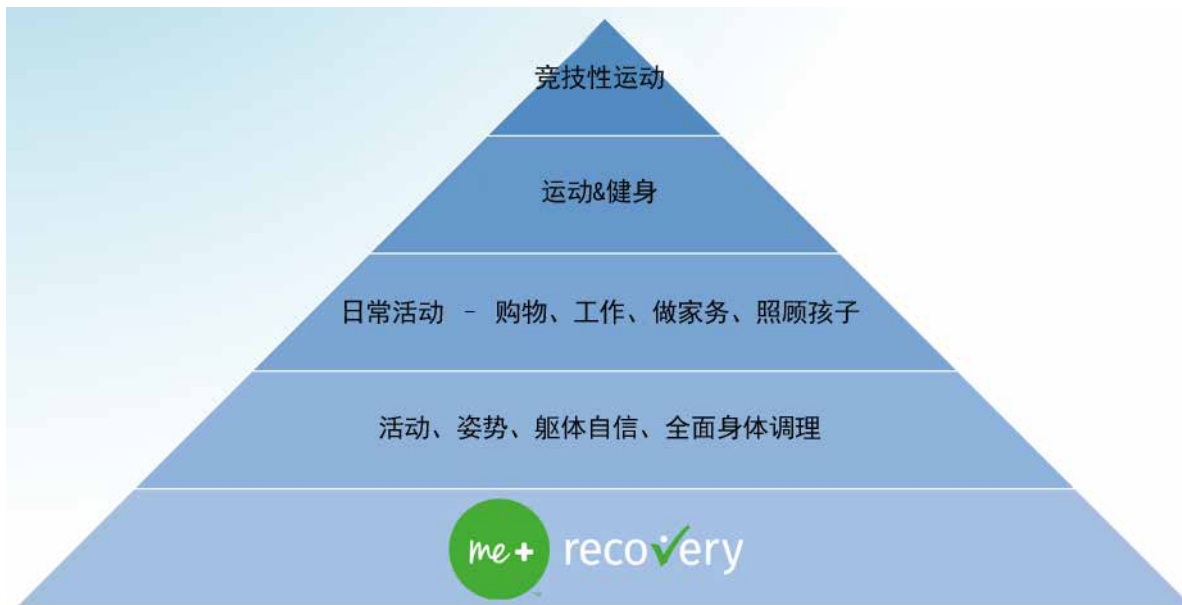 竞技性运动
运动&健身
日常活动 – 购物、工作、做家务、照顾孩子
活动、姿势、躯体自信、全面身体调理
me+ recovery